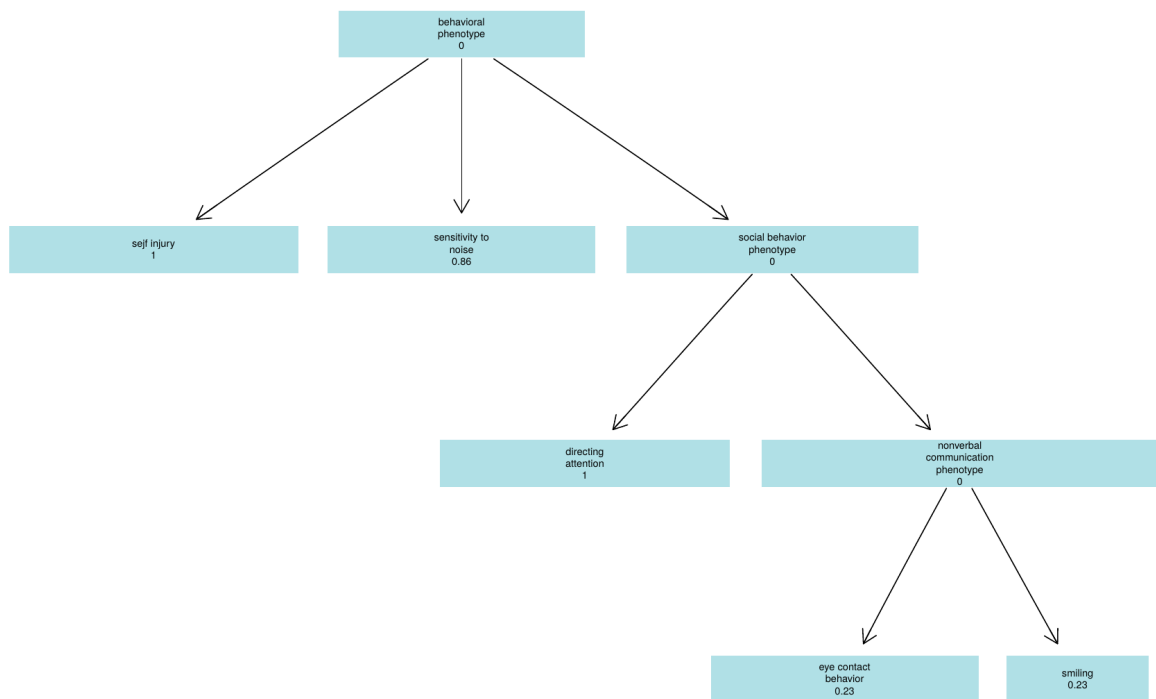 behavioral
phenotype
0
sejf injury
1
sensitivity to
noise
0.86
social behavior
phenotype
0
directing
attention
1
nonverbal
communication
phenotype
0
eye contact
behavior
0.23
smiling
0.23